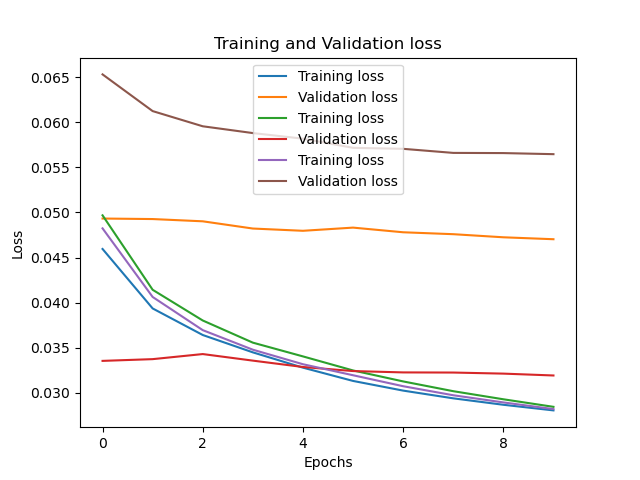 Training and Validation loss
Training loss
Validation loss
Training loss
Validation loss
Training loss
Validation loss
0.065
0.060
0.055
0.050
0.045
0.040
0.035
0.030
Loss
0 2 4 6 8
Epochs